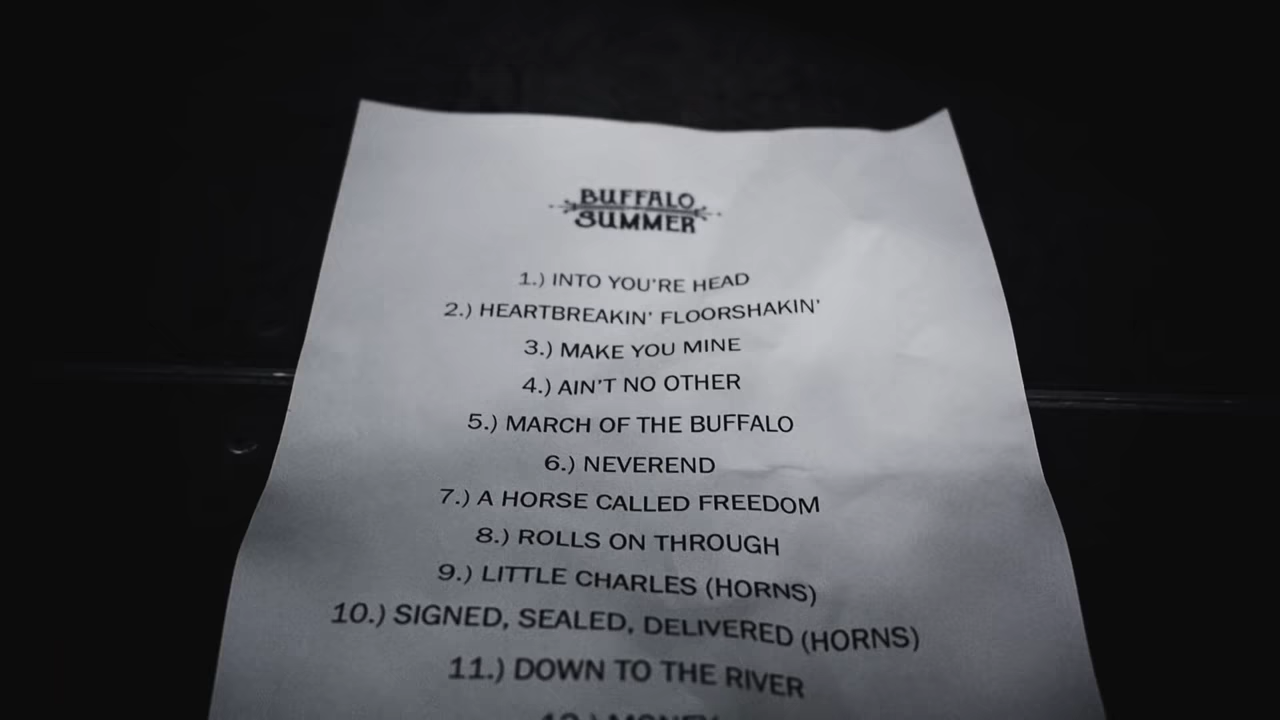 BUFFALO
SUMMER
1.) INTO YOU'RE HEAD
2.) HEARTBREAKIN' FLOORSHAKIN'
3.) MAKE YOU MINE
4.) AIN'T NO OTHER
5.) MARCH OF THE BUFFALO
6.) NEVEREND
7.) A HORSE CALLED FREEDOM
8.) ROLLS ON THROUGH
9.) LITTLE CHARLES (HORNS)
10.) SIGNED, SEALED, DELIVERED (HORNS)
11.) DOWN TO THE RIVER